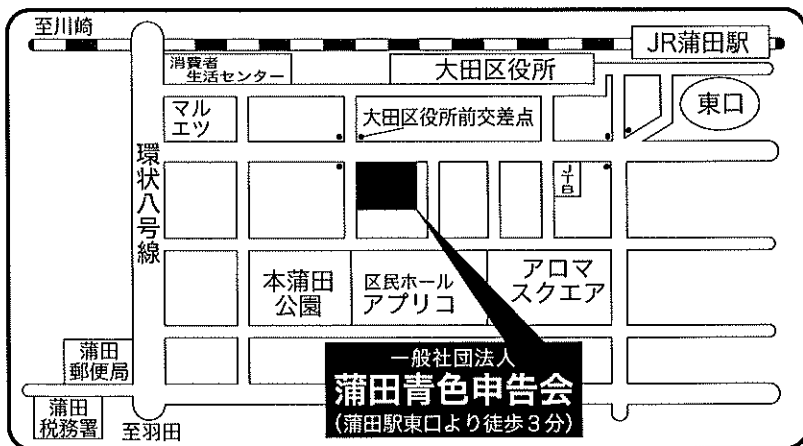 至川崎
JR蒲田駅
消費者
生活センター
大田区役所
東口
マル
エツ
大田区役所前交差点
環状八号線
JTB
本蒲田
公園
区民ホール
アプリコ
アロマ
スクエア
蒲田
郵便局
一般社団法人
蒲田青色申告会
(蒲田駅東口より徒歩3分)
蒲田
税務署
至羽田